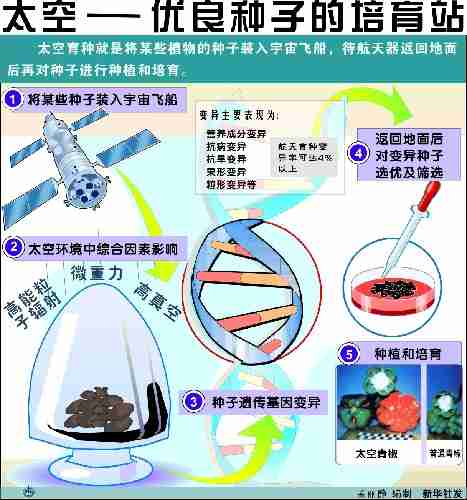 太空——优良种子的培育站
太空育种就是将某些植物的种子装入宇宙飞船，待航天器返回地面
后再对种子进行种植和培育。
1 将某些种子装入宇宙飞船
变异主要表现为：
营养成分变异
抗病变异
抗旱变异
果形变异
粒形变异等
航天育种变
异率可达4%
以上
4 返回地面后
对变异种子
选优及筛选
2 太空环境中综合因素影响
高能粒
子辐射
微重力
高真空
3 种子遗传基因变异
5 种植和培育
太空青椒
普通青椒
编制 新华社发